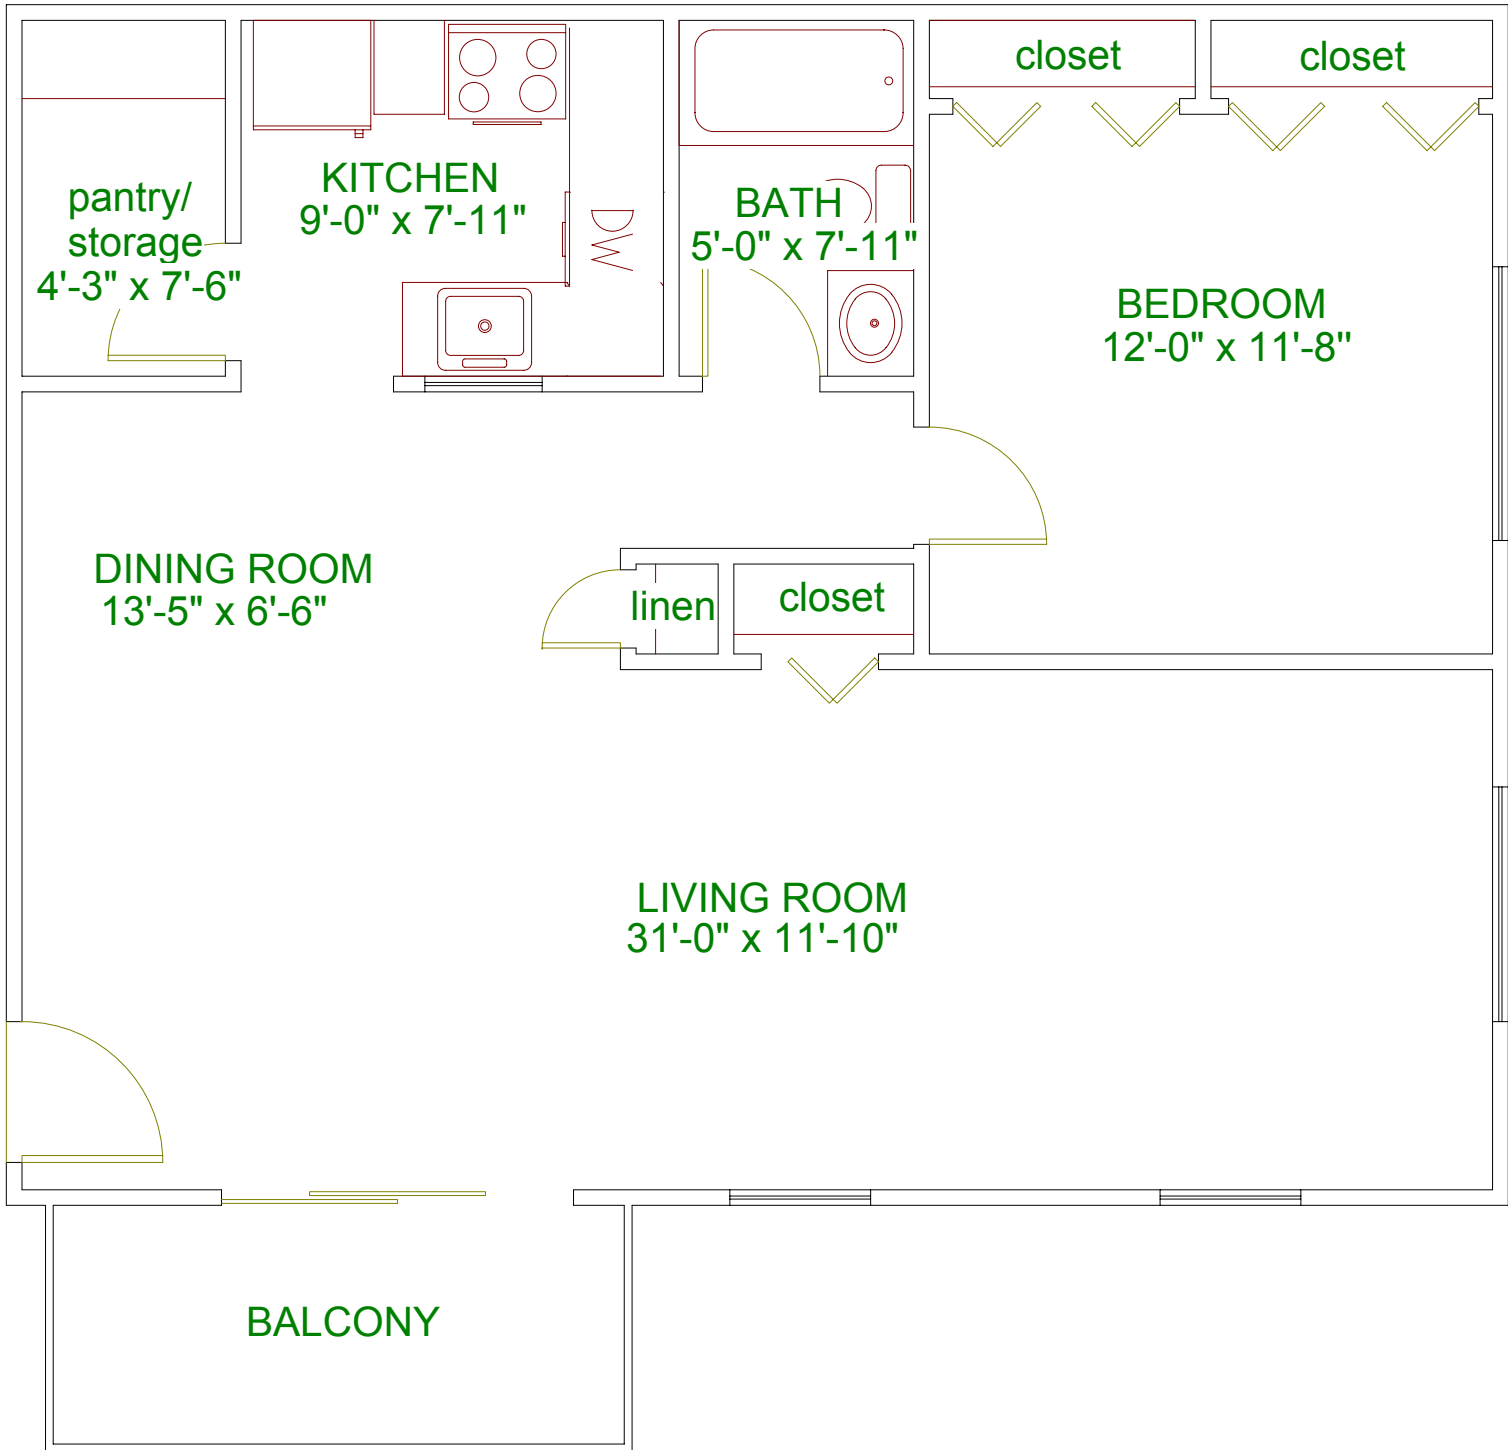 closet
closet
KITCHEN
9'-0" x 7'-11"
pantry/
storage
4'-3" x 7'-6"
BATH
5'-0" x 7'-11"
DW
BEDROOM
12'-0" x 11'-8"
DINING ROOM
13'-5" x 6'-6"
linen
closet
LIVING ROOM
31'-0" x 11'-10"
BALCONY